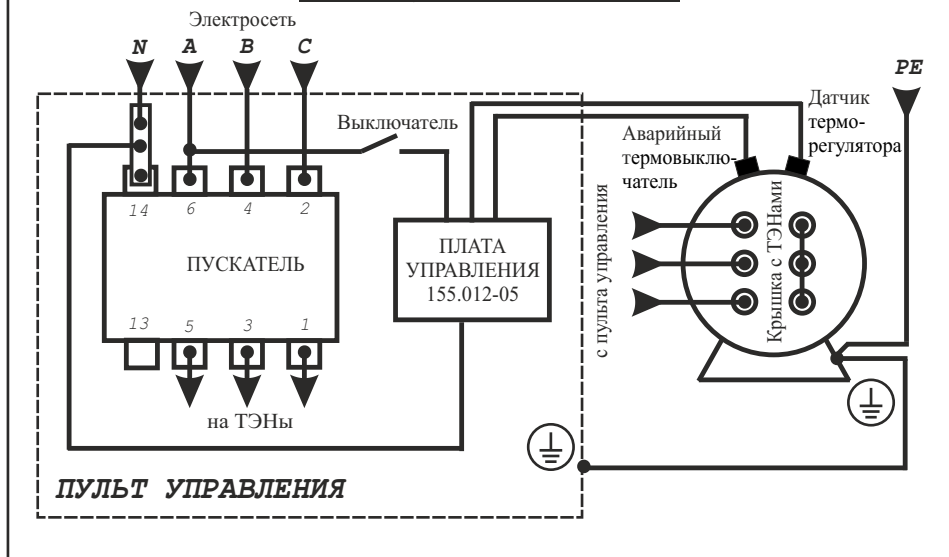 Электросеть
N A B C
PE
Выключатель
Аварийный
термовыклю-
чатель
Датчик
термо-
регулятора
14 6 4 2
ПУСКАТЕЛЬ
13 5 3 1
ПЛАТА
УПРАВЛЕНИЯ
155.012-05
с пульта управления
Крышка с ТЭНами
на ТЭНы
ПУЛЬТ УПРАВЛЕНИЯ